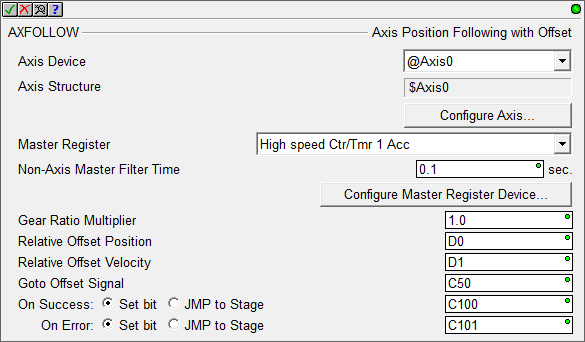 ?
AXFOLLOW Axis Position Following with Offset
Axis Device @Axis0
Axis Structure $Axis0
Configure Axis...
Master Register High speed Ctr/Tmr 1 Acc
Non-Axis Master Filter Time 0.1 sec.
Configure Master Register Device...
Gear Ratio Multiplier 1.0
Relative Offset Position D0
Relative Offset Velocity D1
Goto Offset Signal C50
On Success: Set bit JMP to Stage C100
On Error: Set bit JMP to Stage C101